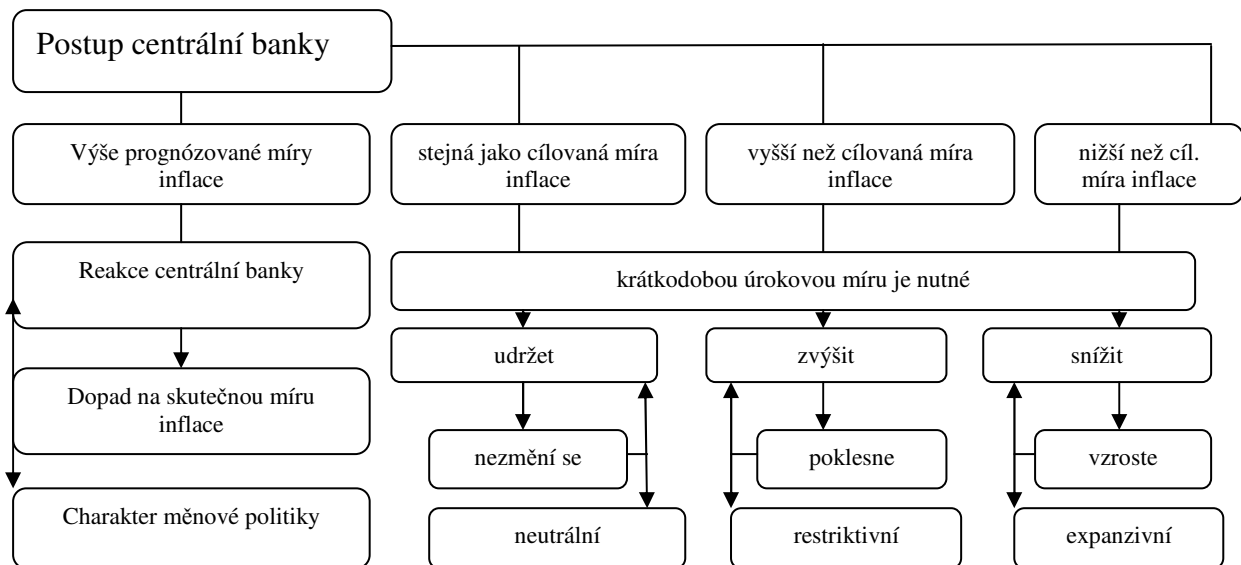 Postup centrální banky
Výše prognózované míry
inflace
stejná jako cílovaná míra
inflace
vyšší než cílovaná míra
inflace
nižší než cíl.
míra inflace
Reakce centrální banky
krátkodobou úrokovou míru je nutné
udržet
zvýšit
snížit
Dopad na skutečnou míru
inflace
nezmění se
poklesne
vzroste
Charakter měnové politiky
neutrální
restriktivní
expanzivní